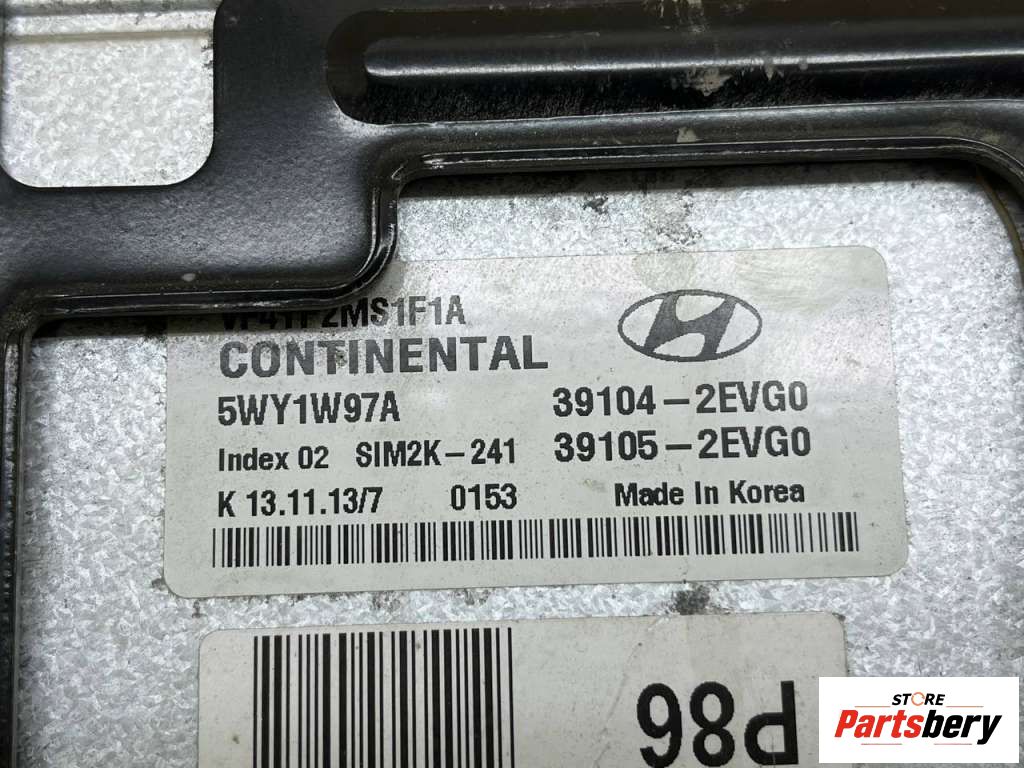 CONTINENTAL
5WY1W97A 39104-2EVG0
Index 02 SIM2K-241 39105-2EVG0
K 13.11.13/7 0153 Made In Korea
P86
STORE
Partsbery